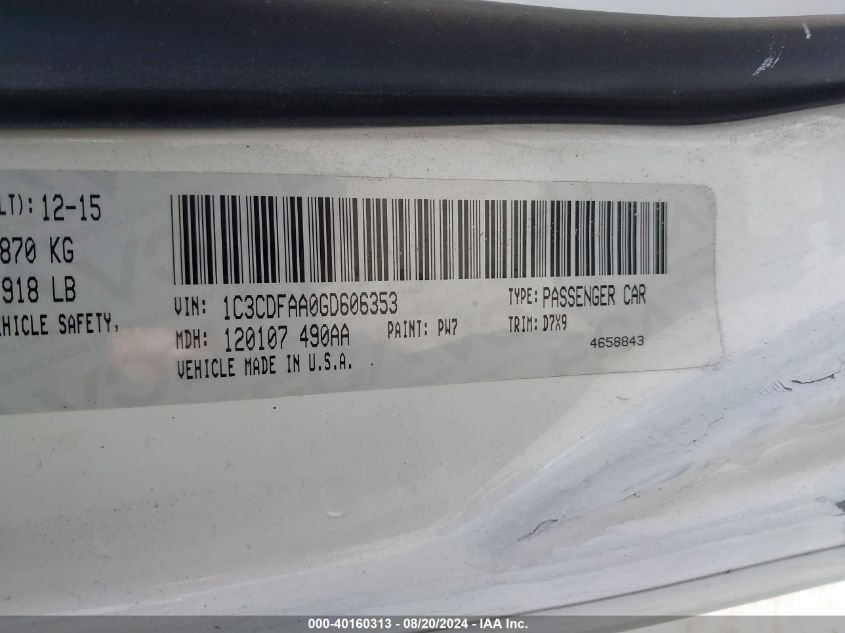 LT): 12-15
870 KG
918 LB
EHICLE SAFETY,
VIN: 1C3CDFAA0GD606353
TYPE: PASSENGER CAR
MDH: 120107 490AA
PAINT: PW7
TRIM: D7X9
VEHICLE MADE IN U.S.A.
4658843
000-40160313 - 08/20/2024 - IAA Inc.